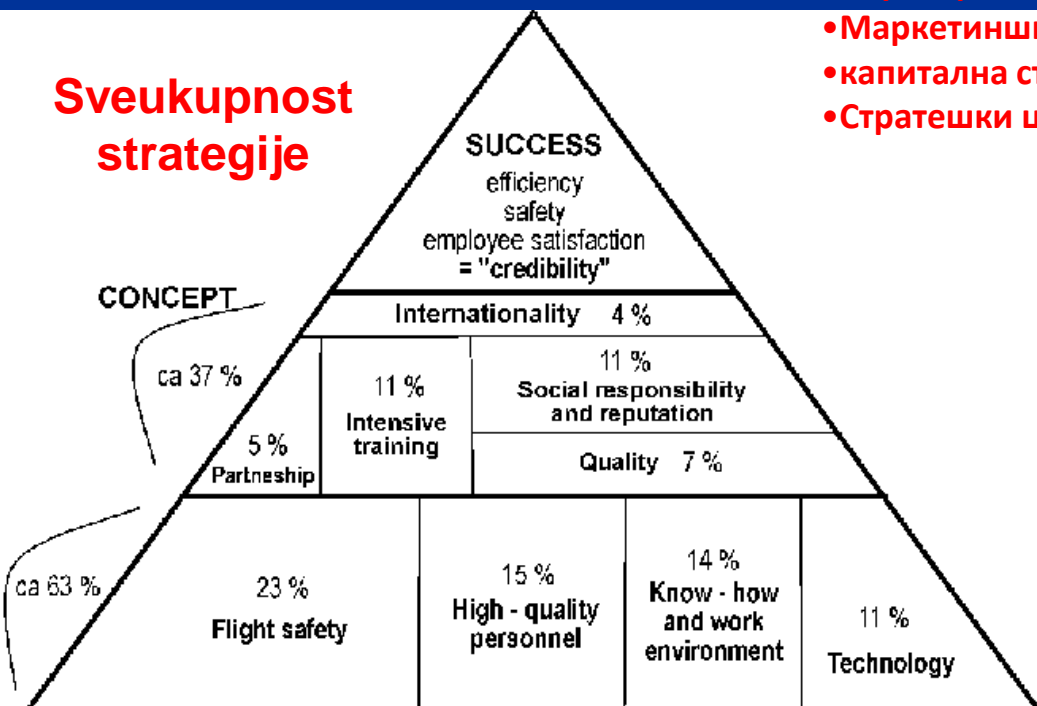 •Маркетиншк
•капитална ст
•Стратешки ц
Sveukupnost
strategije
SUCCESS
efficiency
safety
employee satisfaction
= "credibility"
CONCEPT
Internationality 4 %
ca 37 %
5 %
Partneship
11 %
Intensive
training
11 %
Social responsibility
and reputation
Quality 7 %
ca 63 %
23 %
Flight safety
15 %
High - quality
personnel
14 %
Know - how
and work
environment
11 %
Technology